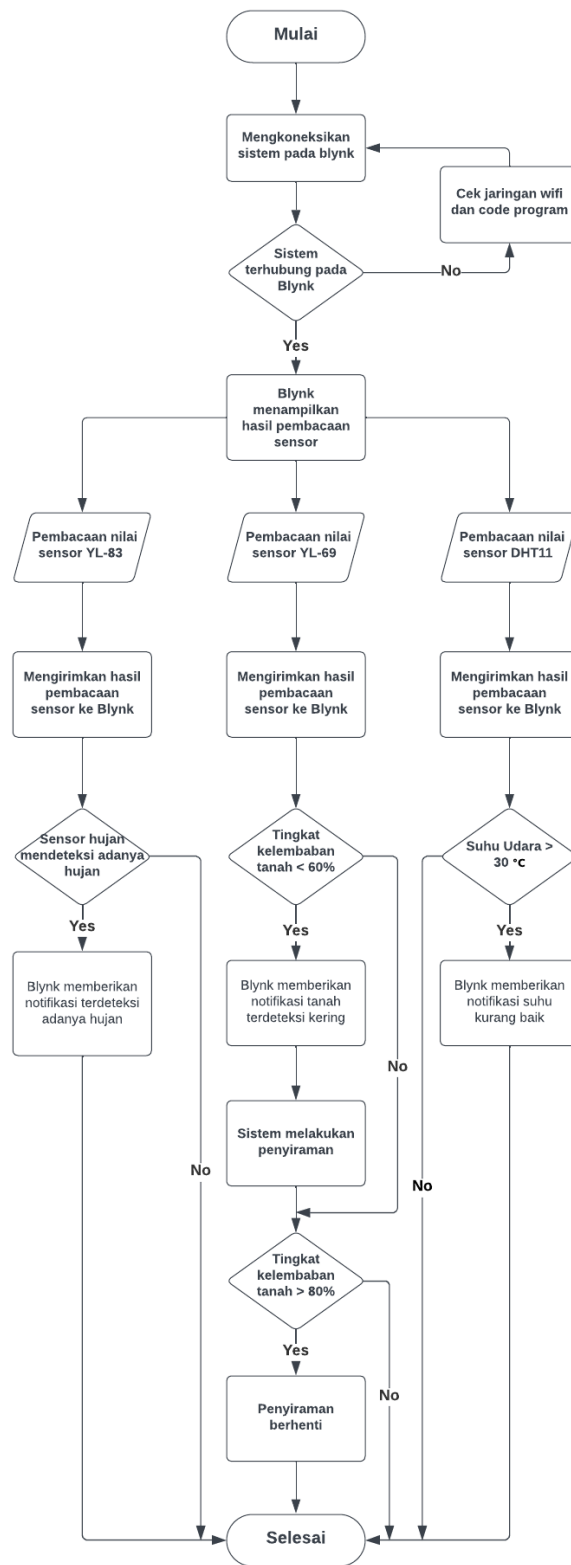 Mulai
Mengkoneksikan
sistem pada blynk
Cek jaringan wifi
dan code program
Sistem
terhubung pada
Blynk
No
Yes
Blynk
menampilkan
hasil pembacaan
sensor
Pembacaan nilai
sensor YL-83
Pembacaan nilai
sensor YL-69
Pembacaan nilai
sensor DHT11
Mengirimkan hasil
pembacaan
sensor ke Blynk
Mengirimkan hasil
pembacaan
sensor ke Blynk
Mengirimkan hasil
pembacaan
sensor ke Blynk
Sensor hujan
mendeteksi adanya
hujan
Tingkat
kelembaban
tanah < 60%
Suhu Udara >
30 °C
Yes
Yes
Yes
Blynk memberikan
notifikasi terdeteksi
adanya hujan
Blynk memberikan
notifikasi tanah
terdeteksi kering
Blynk memberikan
notifikasi suhu
kurang baik
No
Sistem melakukan
penyiraman
No
No
Tingkat
kelembaban
tanah > 80%
Yes
No
Penyiraman
berhenti
Selesai